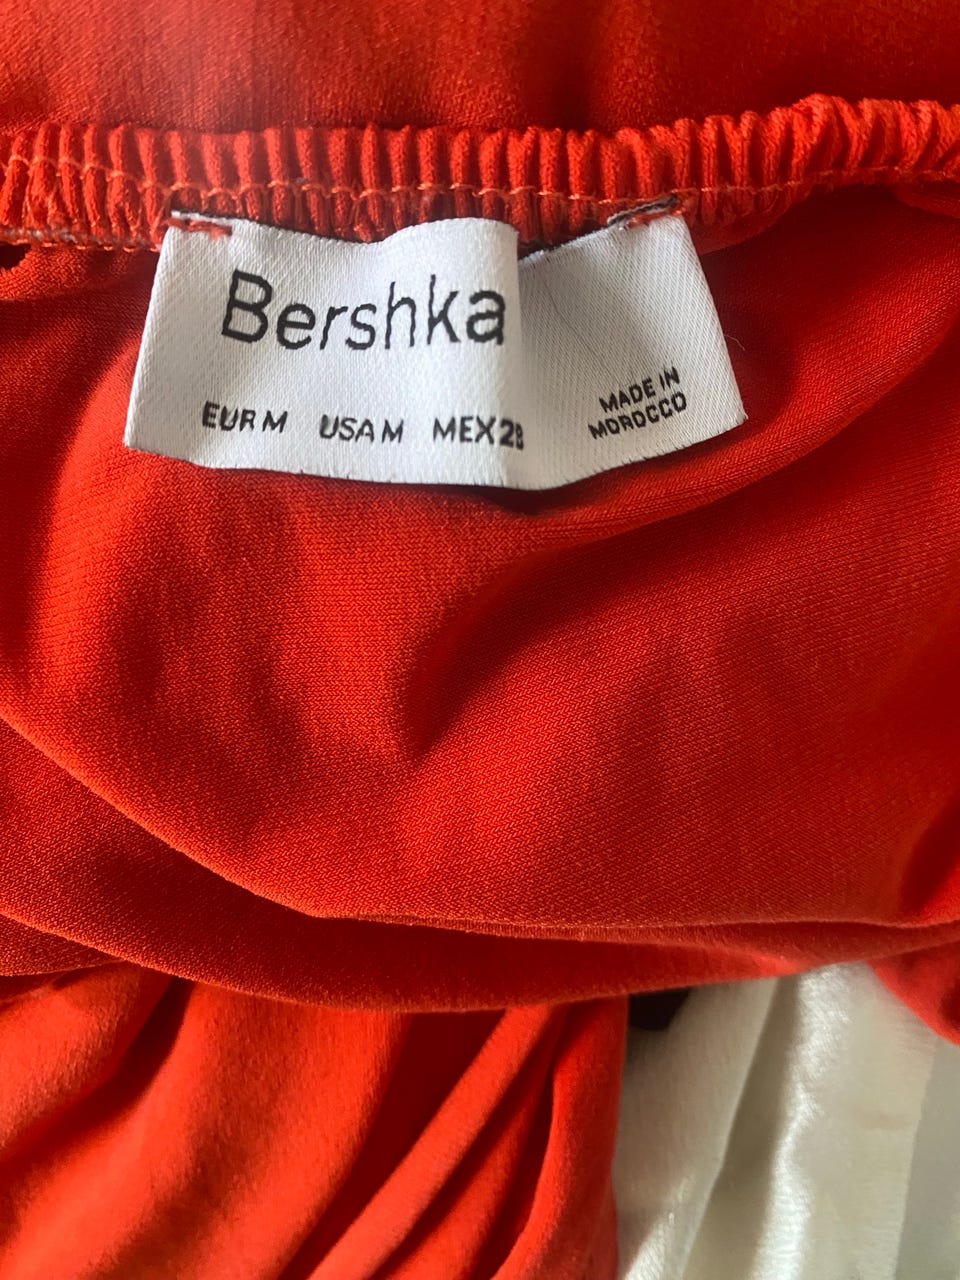 Bershka
EUR M USA M MEX 28
MADE IN
MOROCCO